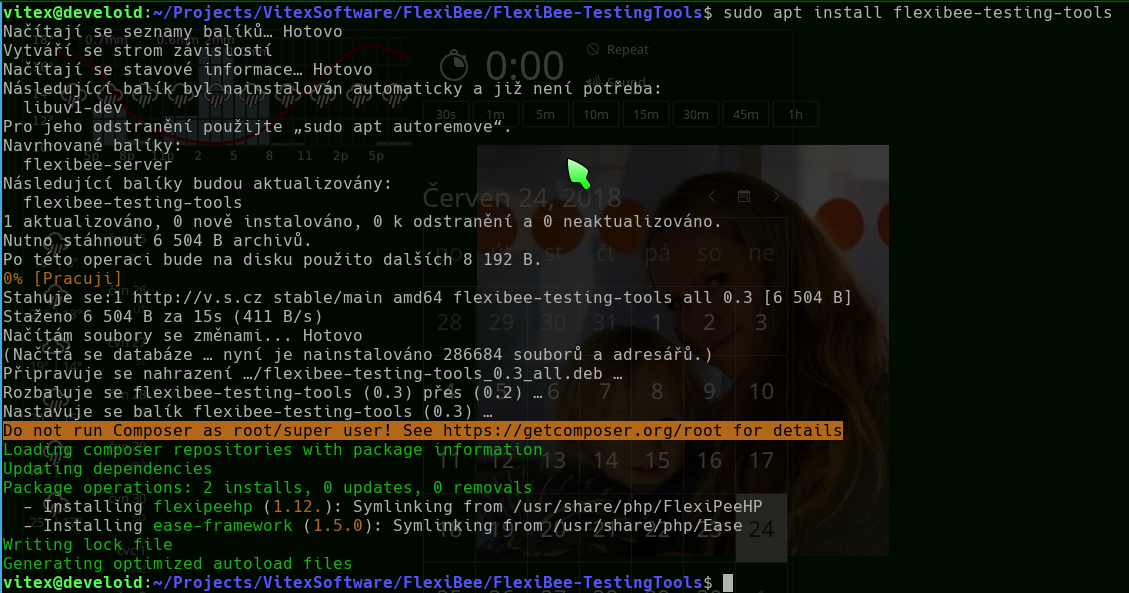 vitex@develoid:~/Projects/VitexSoftware/FlexiBee/FlexiBee-TestingTools$ sudo apt install flexibee-testing-tools
Načítají se seznamy balíků… Hotovo
Vytváří se strom závislostí
Načítají se stavové informace… Hotovo
Následující balík byl nainstalován automaticky a již není potřeba:
  libuv1-dev
Pro jeho odstranění použijte „sudo apt autoremove“.
Navrhované balíky:
  flexibee-server
Následující balíky budou aktualizovány:
  flexibee-testing-tools
1 aktualizováno, 0 nově instalováno, 0 k odstranění a 0 neaktualizováno.
Nutno stáhnout 6 504 B archivů.
Po této operaci bude na disku použito dalších 8 192 B.
0% [Pracuji]
Stahuje se:1 http://v.s.cz stable/main amd64 flexibee-testing-tools all 0.3 [6 504 B]
Staženo 6 504 B za 15s (411 B/s)
Načítám soubory se změnami... Hotovo
(Načítá se databáze … nyní je nainstalováno 286684 souborů a adresářů.)
Připravuje se nahrazení …/flexibee-testing-tools_0.3_all.deb …
Rozbaluje se flexibee-testing-tools (0.3) přes (0.2) …
Nastavuje se balík flexibee-testing-tools (0.3) …
Do not run Composer as root/super user! See https://getcomposer.org/root for details
Loading composer repositories with package information
Updating dependencies
Package operations: 2 installs, 0 updates, 0 removals
  - Installing flexipeehp (1.12.): Symlinking from /usr/share/php/FlexiPeeHP
  - Installing ease-framework (1.5.0): Symlinking from /usr/share/php/Ease
Writing lock file
Generating optimized autoload files
vitex@develoid:~/Projects/VitexSoftware/FlexiBee/FlexiBee-TestingTools$
0:00
Repeat
Sound
30s 1m 5m 10m 15m 30m 45m 1h
5p 8p 11p 2 5 8 11 2p 5p
Červen 24, 2018
po út st čt pá so ne
28 29 30 31 1 2 3
4 5 6 7 8 9 10
11 12 13 14 15 16 17
18 19 20 21 22 23 24